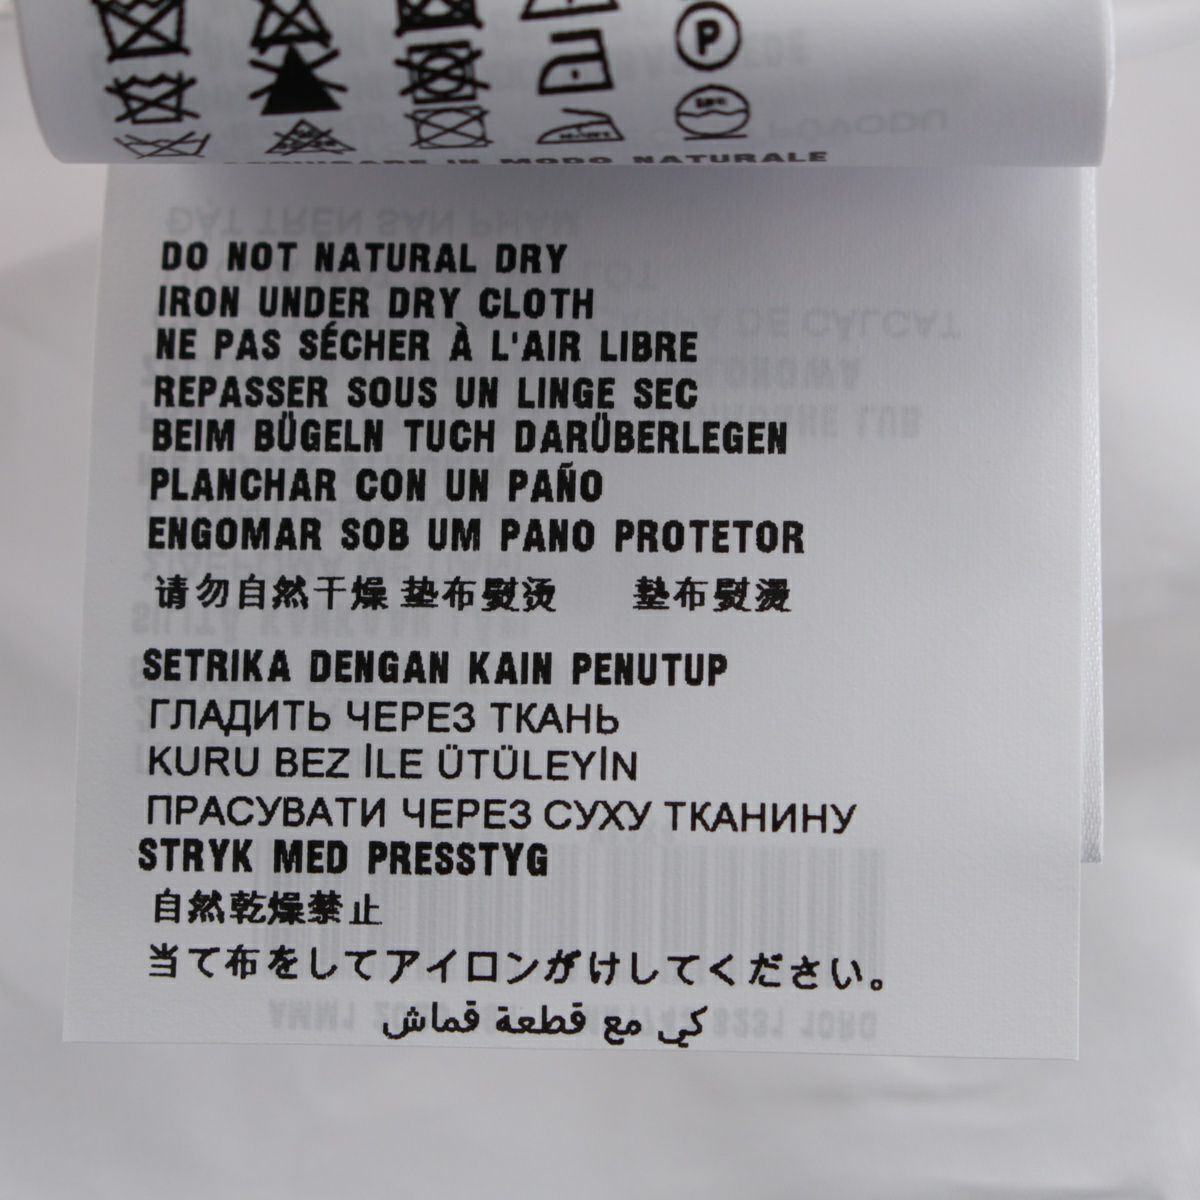 P
IN MODO NATURALE
DO NOT NATURAL DRY
IRON UNDER DRY CLOTH
NE PAS SÉCHER À L'AIR LIBRE
REPASSER SOUS UN LINGE SEC
BEIM BÜGELN TUCH DARÜBERLEGEN
PLANCHAR CON UN PAÑO
ENGOMAR SOB UM PANO PROTETOR
请勿自然干燥 垫布熨烫 墊布熨燙
SETRIKA DENGAN KAIN PENUTUP
ГЛАДИТЬ ЧЕРЕЗ ТКАНЬ
KURU BEZ İLE ÜTÜLEYİN
ПРАСУВАТИ ЧЕРЕЗ СУХУ ТКАНИНУ
STRYK MED PRESSTYG
自然乾燥禁止
当て布をしてアイロンがけしてください。
كي مع قطعة قماش